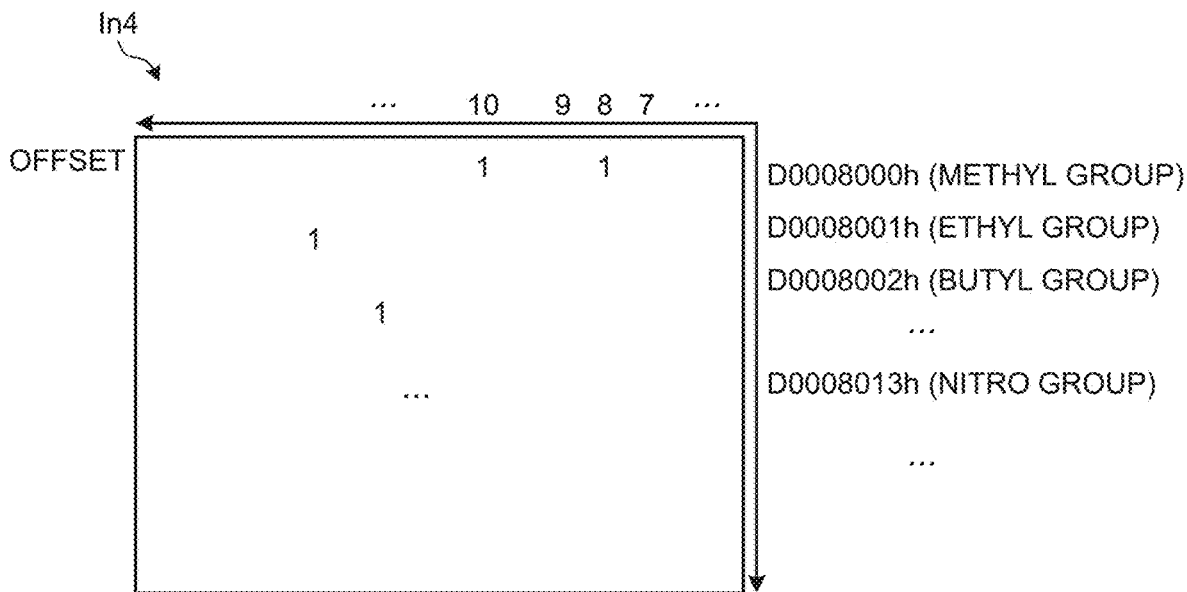 In4
... 10 9 8 7 ...
OFFSET 1 1 D0008000h (METHYL GROUP)
1 D0008001h (ETHYL GROUP)
1 D0008002h (BUTYL GROUP)
...
... D0008013h (NITRO GROUP)
...